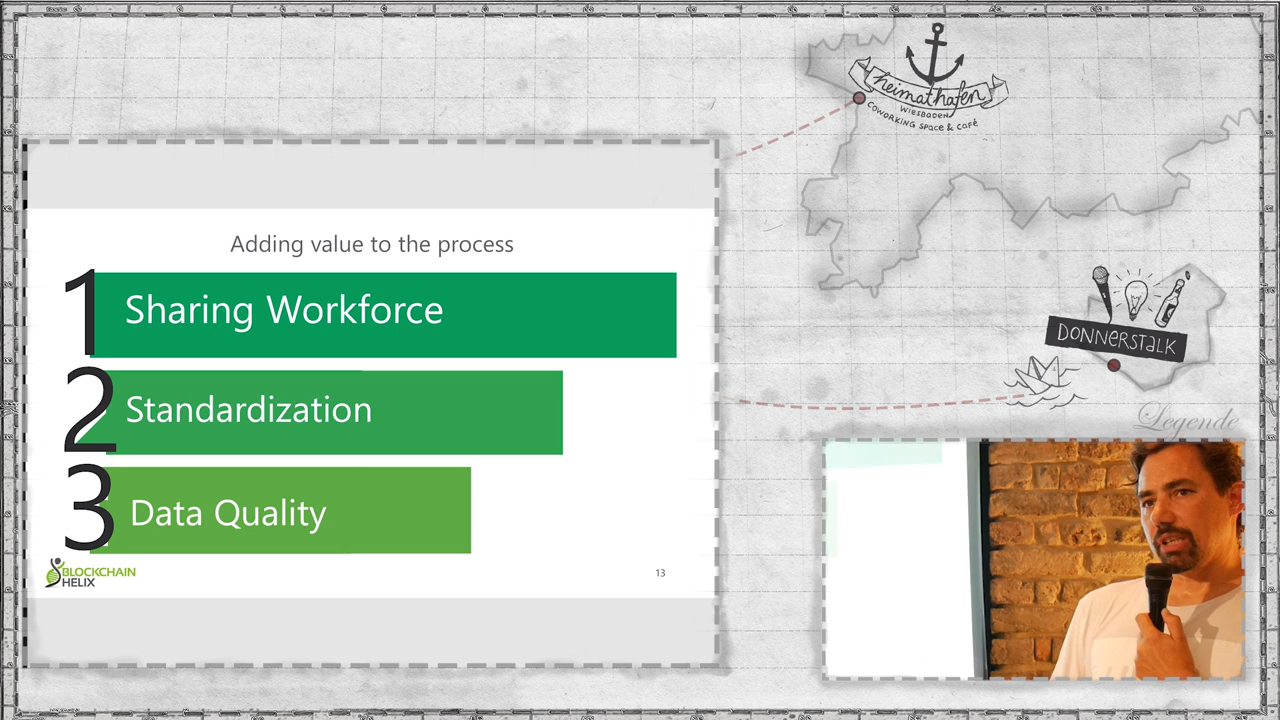 heimathafen
WIESBADEN
COWORKING SPACE & CAFÉ
Adding value to the process
1 Sharing Workforce
2 Standardization
3 Data Quality
BLOCKCHAIN
HELIX
13
DONNERSTALK
Legende